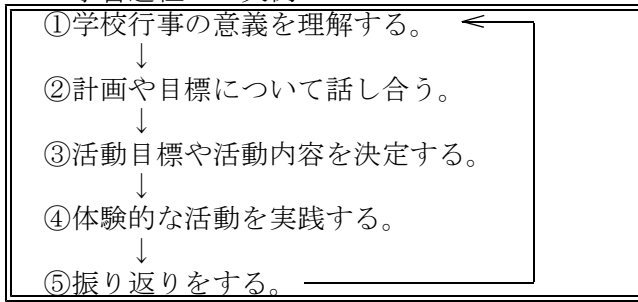 ①学校行事の意義を理解する。
↓
②計画や目標について話し合う。
↓
③活動目標や活動内容を決定する。
↓
④体験的な活動を実践する。
↓
⑤振り返りをする。